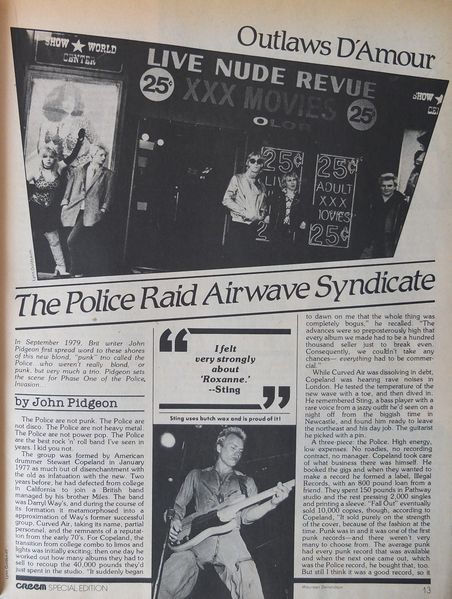 Outlaws D'Amour
SHOW ★ WORLD
CENTER
LIVE NUDE REVUE
25¢
XXX MOVIES
25¢
OLOR
SHOW ★
25¢
25¢
ADULT
XXX
MOVIES
25¢
The Police Raid Airwave Syndicate
In September 1979, Brit writer John
Pidgeon first spread word to these shores
of this new blond, "punk" trio called the
Police who weren't really blond, or
punk, but very much a trio. Pidgeon sets
the scene for Phase One of the Police,
Invasion.
by John Pidgeon
The Police are not punk. The Police are
not disco. The Police are not heavy metal.
The Police are not power pop. The Police
are the best rock 'n' roll band I've seen in
years. I kid you not.
The group was formed by American
drummer Stewart Copeland in January
1977 as much out of disenchantment with
the old as infatuation with the new. Two
years before, he had defected from college
in California to join a British band
managed by his brother Miles. The band
was Darryl Way's, and during the course of
its formation it metamorphosed into a
approximation of Way's former successful
group, Curved Air, taking its name, partial
personnel, and the remnants of a reputa-
tion from the early 70's. For Copeland, the
transition from college combo to limos and
lights was initially exciting; then one day he
worked out how many albums they had to
sell to recoup the 40,000 pounds they'd
just spent in the studio. "It suddenly began
“
I felt
very strongly
about
'Roxanne.'
--Sting
”
Sting uses butch wax and is proud of it!
to dawn on me that the whole thing was
completely bogus," he recalled. "The
advances were so preposterously high that
every album we made had to be a hundred
thousand seller just to break even.
Consequently, we couldn't take any
chances— everything had to be commer-
cial."
While Curved Air was dissolving in debt,
Copeland was hearing rave noises in
London. He tested the temperature of the
new wave with a toe, and then dived in.
He remembered Sting, a bass player with a
rare voice from a jazzy outfit he'd seen on a
night off from the biggish time in
Newcastle, and found him ready to leave
the northeast and his day job. The guitarist
he picked with a pin.
A three piece: the Police. High energy,
low expenses. No roadies, no recording
contract, no manager. Copeland took care
of what business there was himself. He
booked the gigs and when they wanted to
make a record he formed a label, Illegal
Records, with an 800 pound loan from a
friend. They spent 150 pounds in Pathway
studio and the rest pressing 2,000 singles
and printing a sleeve. "Fall Out" eventually
sold 10,000 copies, though, according to
Copeland, "It sold purely on the strength
of the cover, because of the fashion at the
time. Punk was in and it was one of the first
punk records—and there weren't very
many to choose from. The average punk
had every punk record that was available
and when the next one came out, which
was the Police record, he bought that, too.
But still I think it was a good record, so it
CREEM SPECIAL EDITION
13